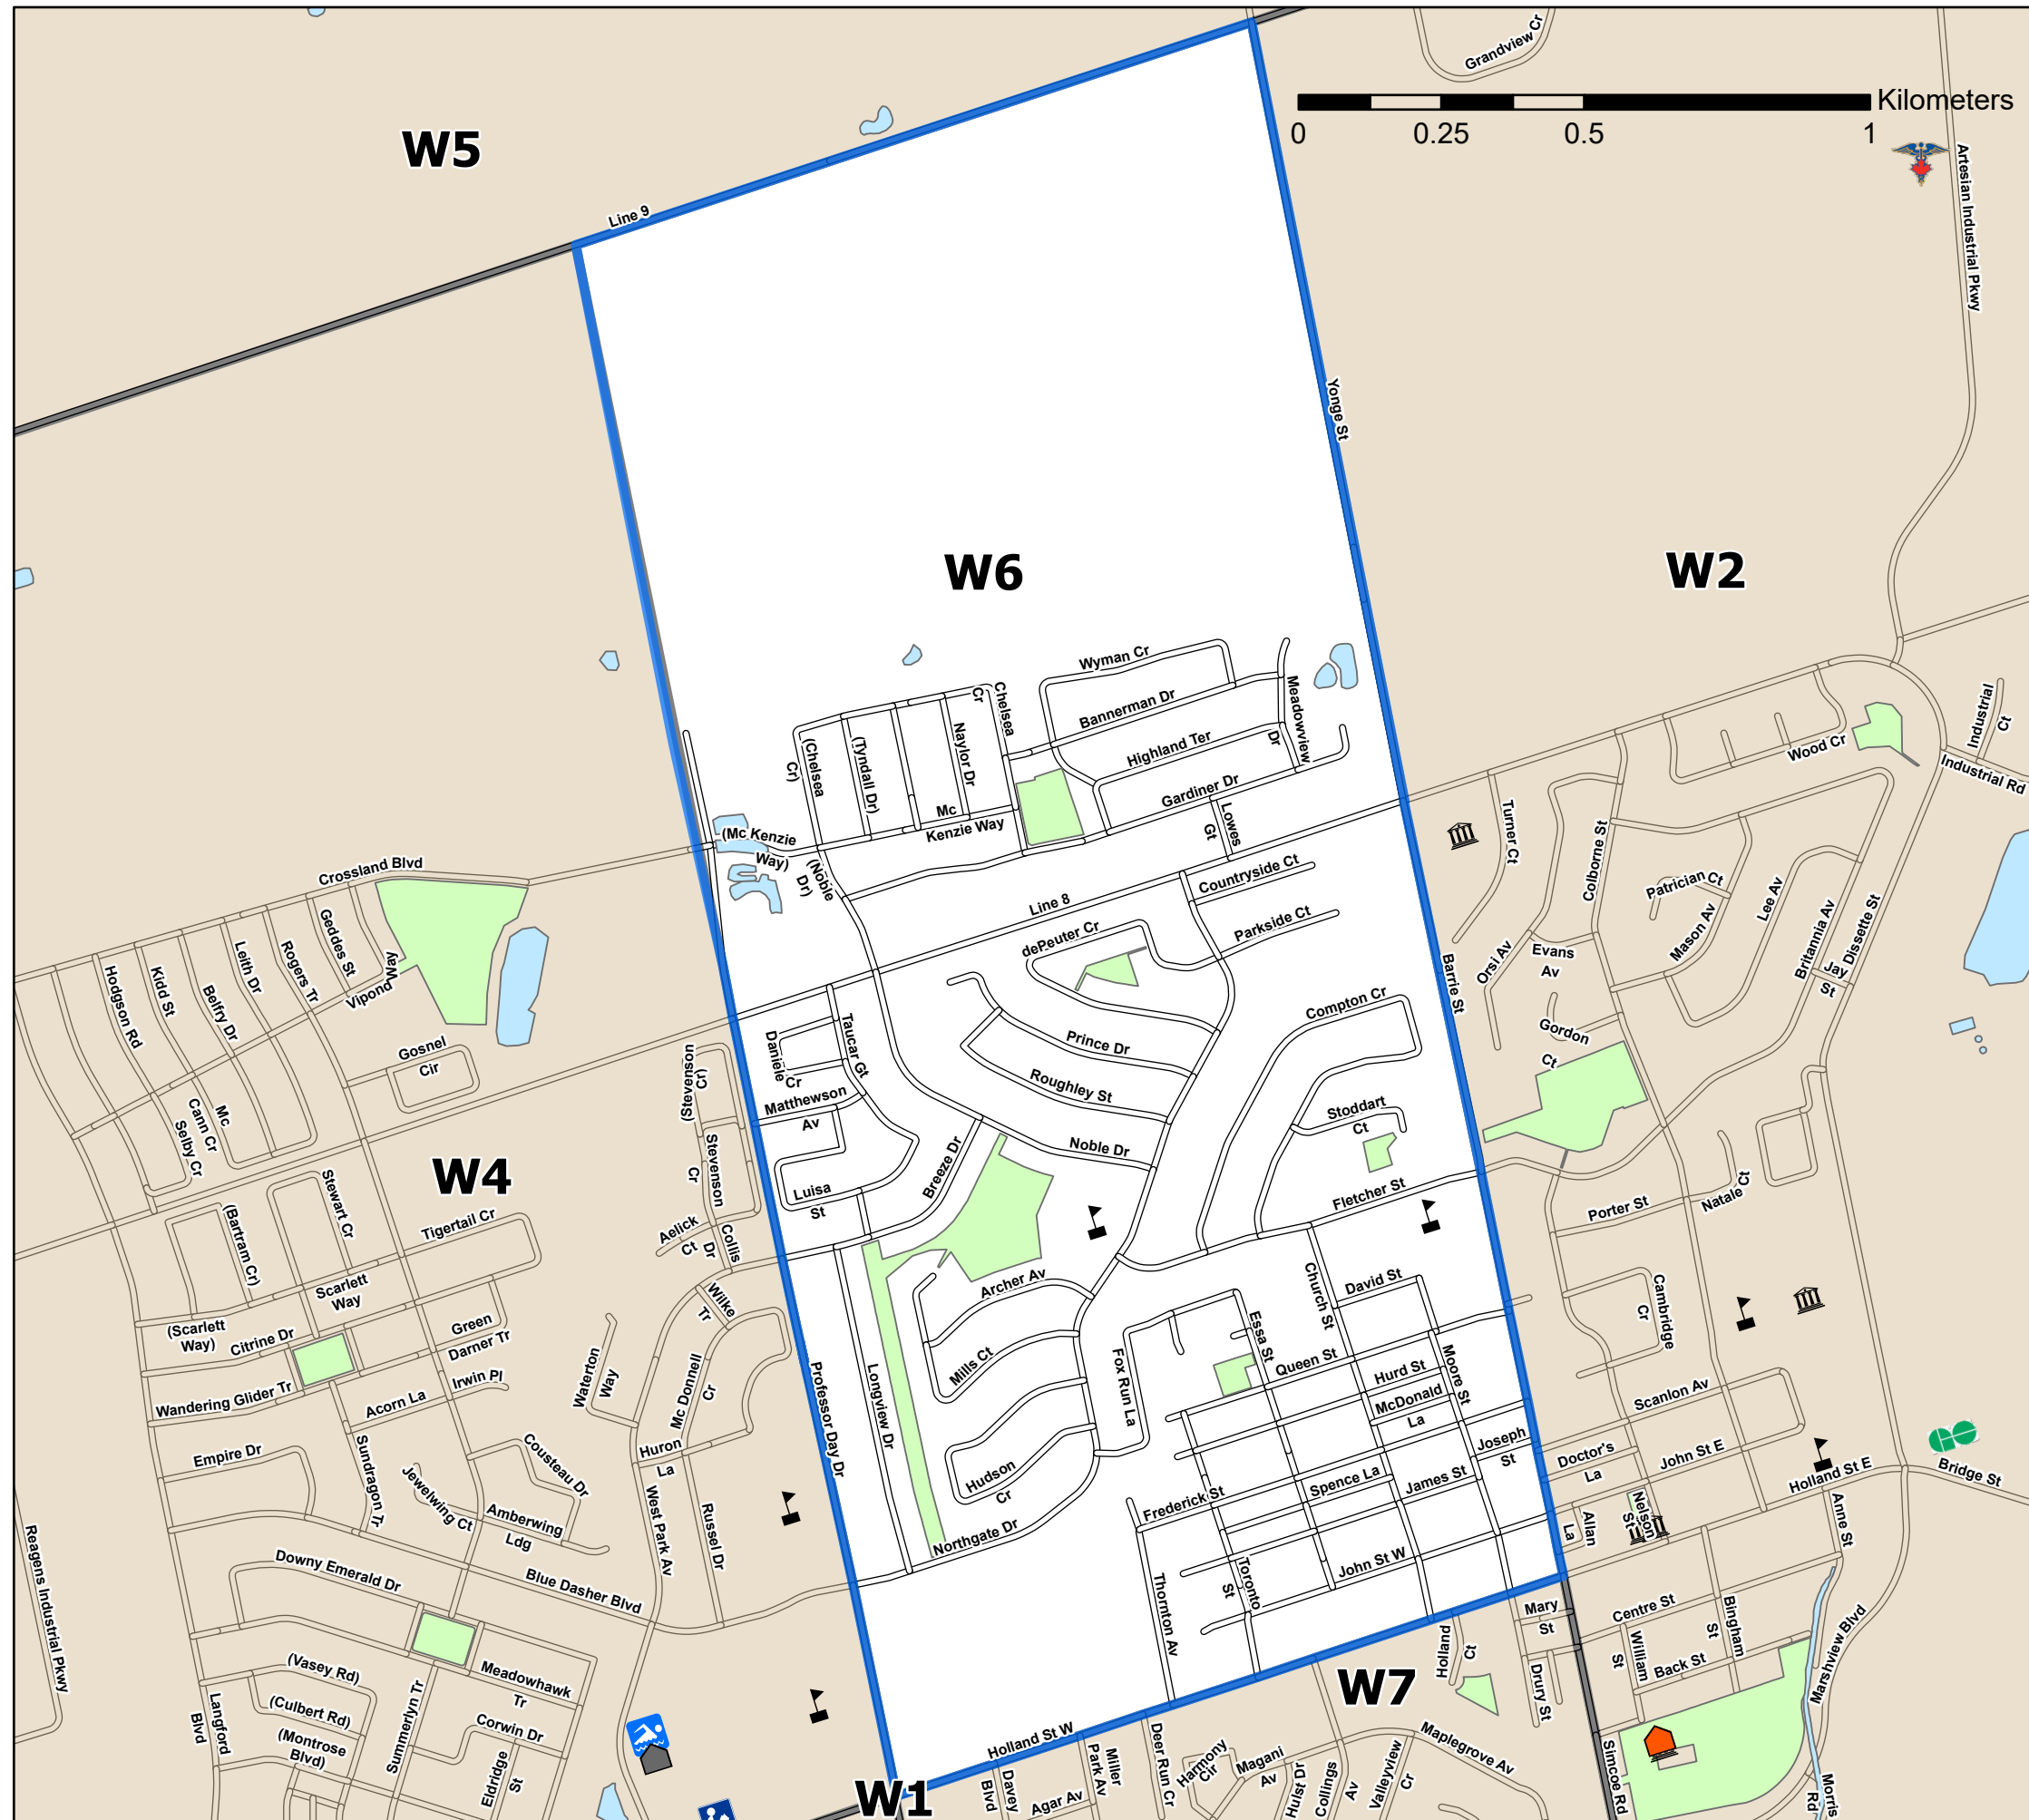 Grandview Cr
Kilometers
0
0.25
0.5
1
W5
Artesian Industrial Pkwy
Line 9
Yonge St
W6
W2
Wyman Cr
Chelsea
Cr
Bannerman Dr
Meadowview
Dr
Highland Ter
Naylor Dr
(Tyndall Dr)
(Chelsea
Cr)
Gardiner Dr
Mc
Kenzie Way
(Mc Kenzie
Way)
Lowes
Gt
Wood Cr
Industrial
Ct
Industrial Rd
Turner Ct
Colborne St
Crossland Blvd
(Noble
Dr)
Countryside Ct
Line 8
Parkside Ct
dePeuter Cr
Patrician Ct
Lee Av
Mason Av
Britannia Av
Dissette St
Jay
St
Orsi Av
Evans
Av
Barrie St
Geddes St
Rogers Tr
Leith Dr
Belfry Dr
Kidd St
Hodgson Rd
Vipond
Way
Gosnel
Cir
Compton Cr
Gordon
Ct
Taucar Gt
Daniele
Cr
Prince Dr
Roughley St
Matthewson
Av
(Stevenson
Cr)
Stevenson
Cr
Stoddart
Ct
Mc
Cann Cr
Selby Cr
W4
Noble Dr
Breeze Dr
Luisa
St
Fletcher St
Porter St
Natale Ct
Stewart Cr
(Bartram Cr)
Tigertail Cr
Aelick
Ct
Collis
Dr
Scarlett
Way
(Scarlett
Way)
Citrine Dr
Green
Darner Tr
Wilke
Tr
Archer Av
Church St
David St
Cambridge
Cr
Essa St
Queen St
Moore St
Hurd St
McDonald
La
Mills Ct
Fox Run La
Longview Dr
Professor Day Dr
Waterton
Way
Mc Donnell
Cr
Irwin Pl
Acorn La
Wandering Glider Tr
Empire Dr
Sundragon Tr
Cousteau Dr
Jewelwing Ct
Amberwing
Ldg
Huron
La
West Park Av
Russel Dr
Hudson
Cr
Frederick St
Spence La
James St
Joseph
St
Doctor's
La
Scanlon Av
John St E
Holland St E
Bridge St
Northgate Dr
John St W
Toronto
St
Thornton Av
Allan
La
Nelson
St
Anne St
Reagens Industrial Pkwy
Downy Emerald Dr
Blue Dasher Blvd
Centre St
Mary
St
Bingham
St
William
St
Back St
Marshview Blvd
Holland
Ct
Drury St
W7
(Vasey Rd)
(Culbert Rd)
(Montrose
Blvd)
Langford
Blvd
Summerlyn Tr
Meadowhawk
Tr
Corwin Dr
Eldridge
St
Holland St W
W1
Davey
Blvd
Miller
Park Av
Agar Av
Deer Run Cr
Harmony
Cir
Magani
Av
Hulst Dr
Collings
Av
Valleyview
Cr
Maplegrove Av
Simcoe Rd
Morris
Rd